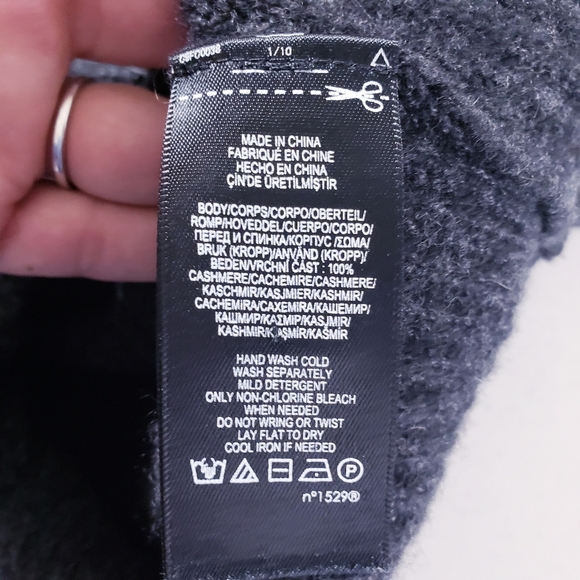 CSFO0038 1/10
MADE IN CHINA
FABRIQUÉ EN CHINE
HECHO EN CHINA
ÇİN'DE ÜRETİLMİŞTİR
BODY/CORPS/CORPO/OBERTEIL/
ROMP/HOVEDDEL/CUERPO/CORPO/
ПЕРЕД И СПИНКА/КОРПУС /ΣΩΜΑ/
BRUK (KROPP)/ANVÄND (KROPP)/
BEDEN/VRCHNÍ ČÁST : 100%
CASHMERE/CACHEMIRE/CASHMERE/
KASCHMIR/KASJMIER/KASHMIR/
CACHEMIRA/CAXEMIRA/КАШЕМИР/
КАШМИР/ΚΑΣΜΙΡ/KASJMIR/
KASHMIR/KAŞMİR/KAŠMÍR
HAND WASH COLD
WASH SEPARATELY
MILD DETERGENT
ONLY NON-CHLORINE BLEACH
WHEN NEEDED
DO NOT WRING OR TWIST
LAY FLAT TO DRY
COOL IRON IF NEEDED
P
n°1529®